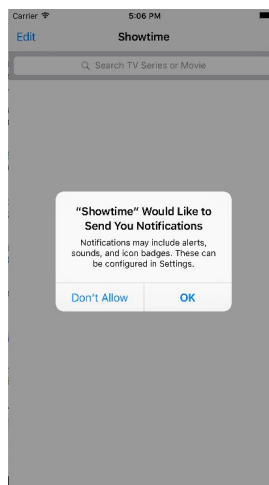 Carrier 5:06 PM
Edit Showtime
Search TV Series or Movie
"Showtime" Would Like to
Send You Notifications
Notifications may include alerts,
sounds, and icon badges. These can
be configured in Settings.
Don't Allow OK